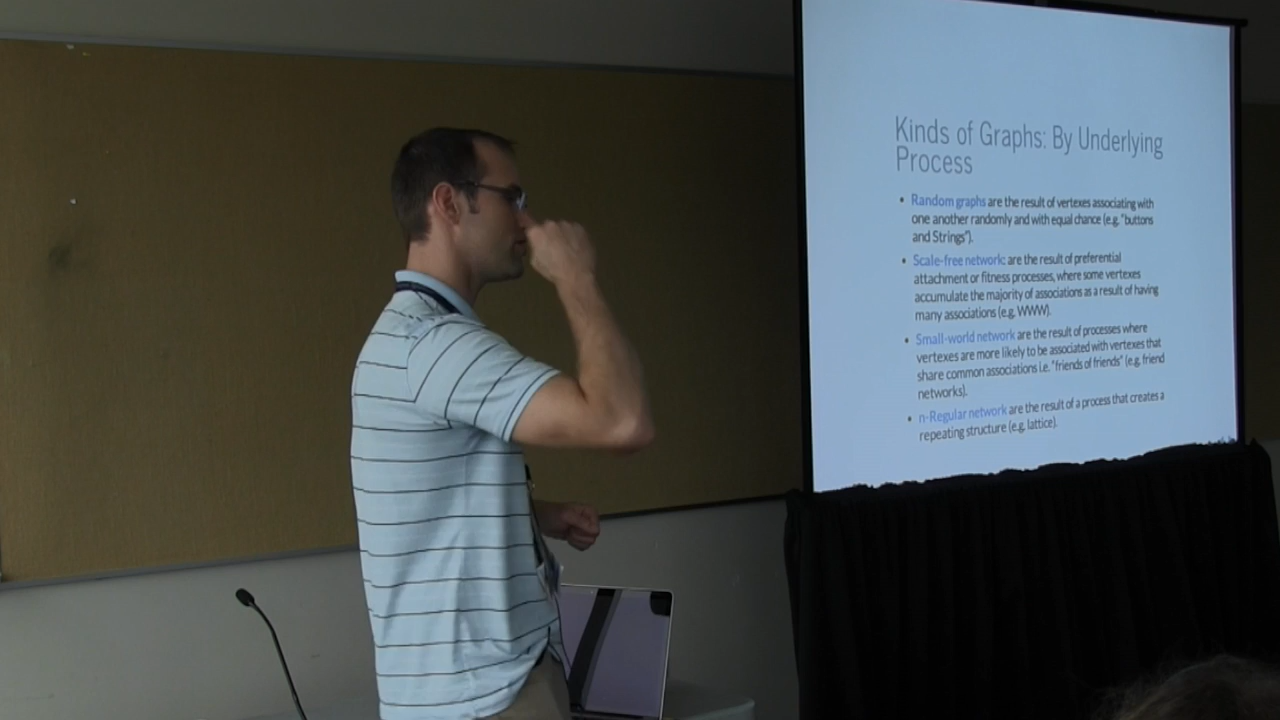 Kinds of Graphs: By Underlying
Process
• Random graphs are the result of vertexes associating with
one another randomly and with equal chance (e.g. "buttons
and Strings").
• Scale-free network: are the result of preferential
attachment or fitness processes, where some vertexes
accumulate the majority of associations as a result of having
many associations (e.g. WWW).
• Small-world network are the result of processes where
vertexes are more likely to be associated with vertexes that
share common associations i.e. "friends of friends" (e.g. friend
networks).
• n-Regular network are the result of a process that creates a
repeating structure (e.g. lattice).